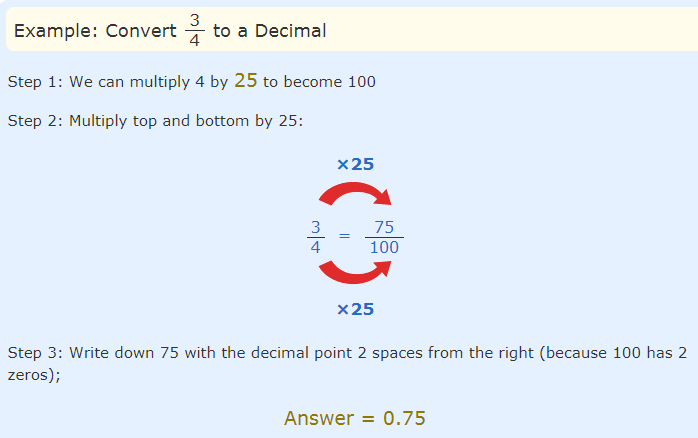 Example: Convert 3/4 to a Decimal
Step 1: We can multiply 4 by 25 to become 100
Step 2: Multiply top and bottom by 25:
×25
3/4 = 75/100
×25
Step 3: Write down 75 with the decimal point 2 spaces from the right (because 100 has 2
zeros);
Answer = 0.75